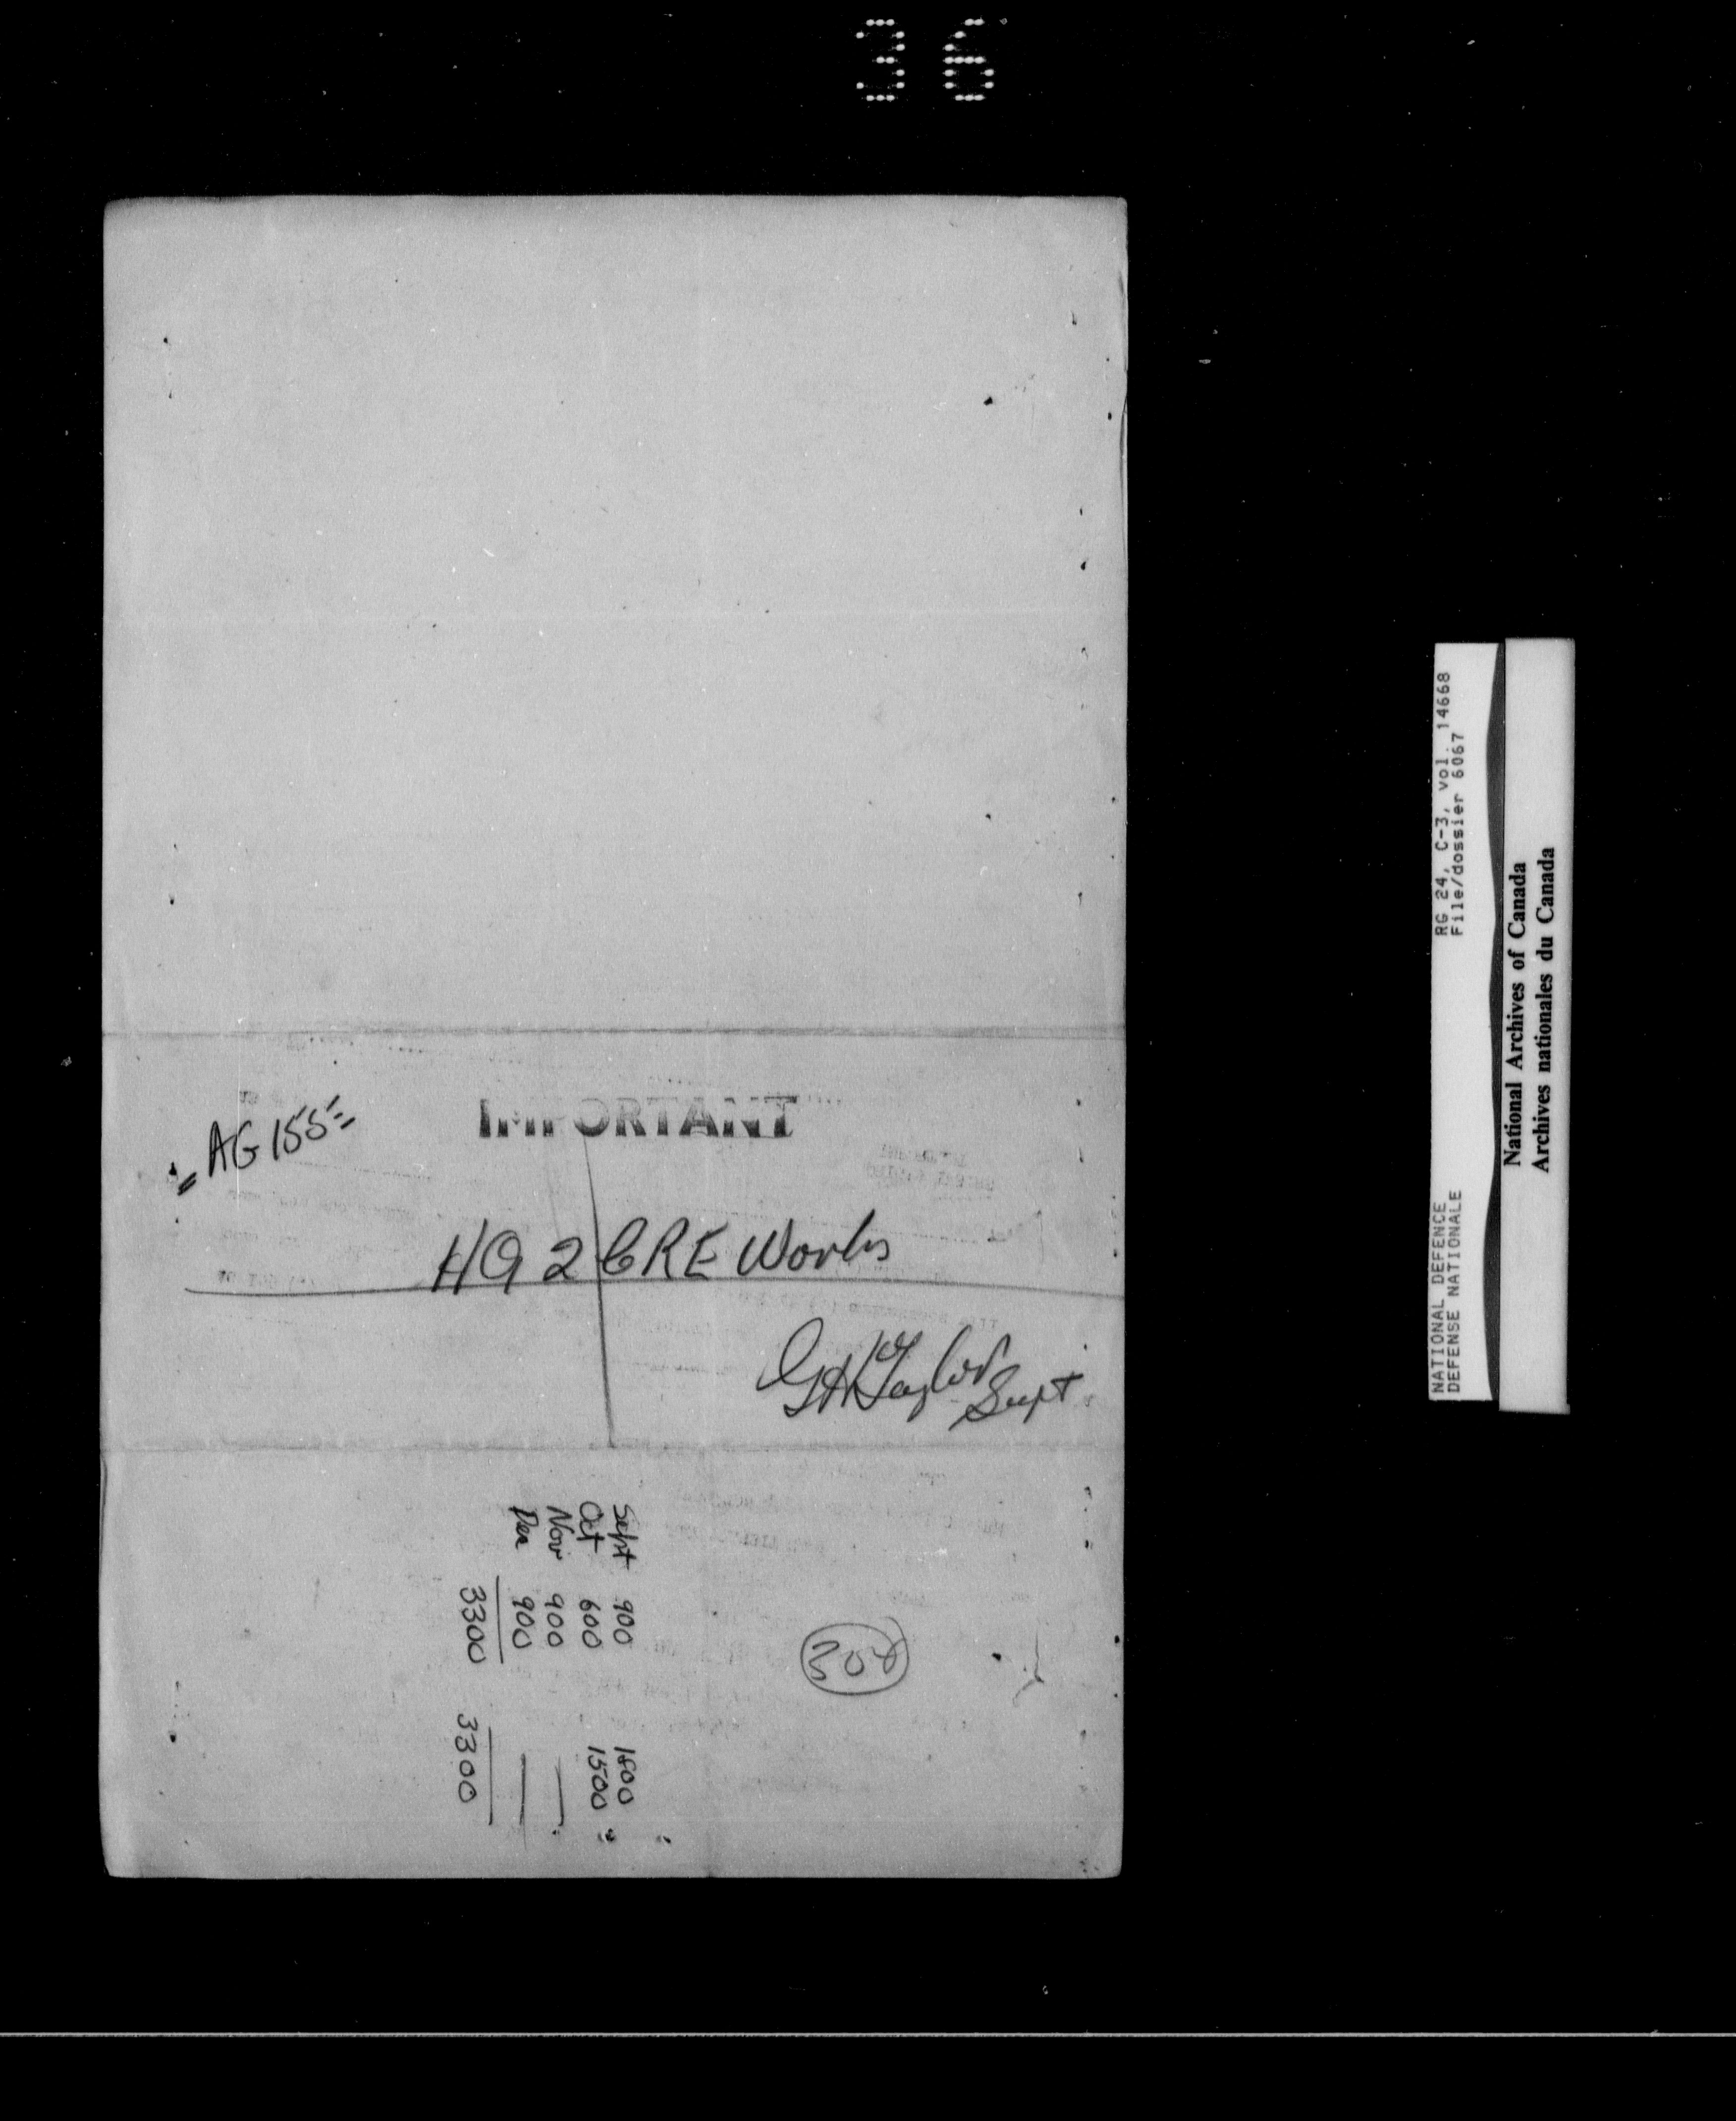 36
IMPORTANT
"AG 155"
HQ 2 CRE Works
GH Taylor
Supt
Sept 900 1800
Oct 600 1500 "
Nov 900
Dec 900
3300 3300
RG 24, C-3, vol. 14668
File/dossier 6067
NATIONAL DEFENCE
DEFENSE NATIONALE
National Archives of Canada
Archives nationales du Canada